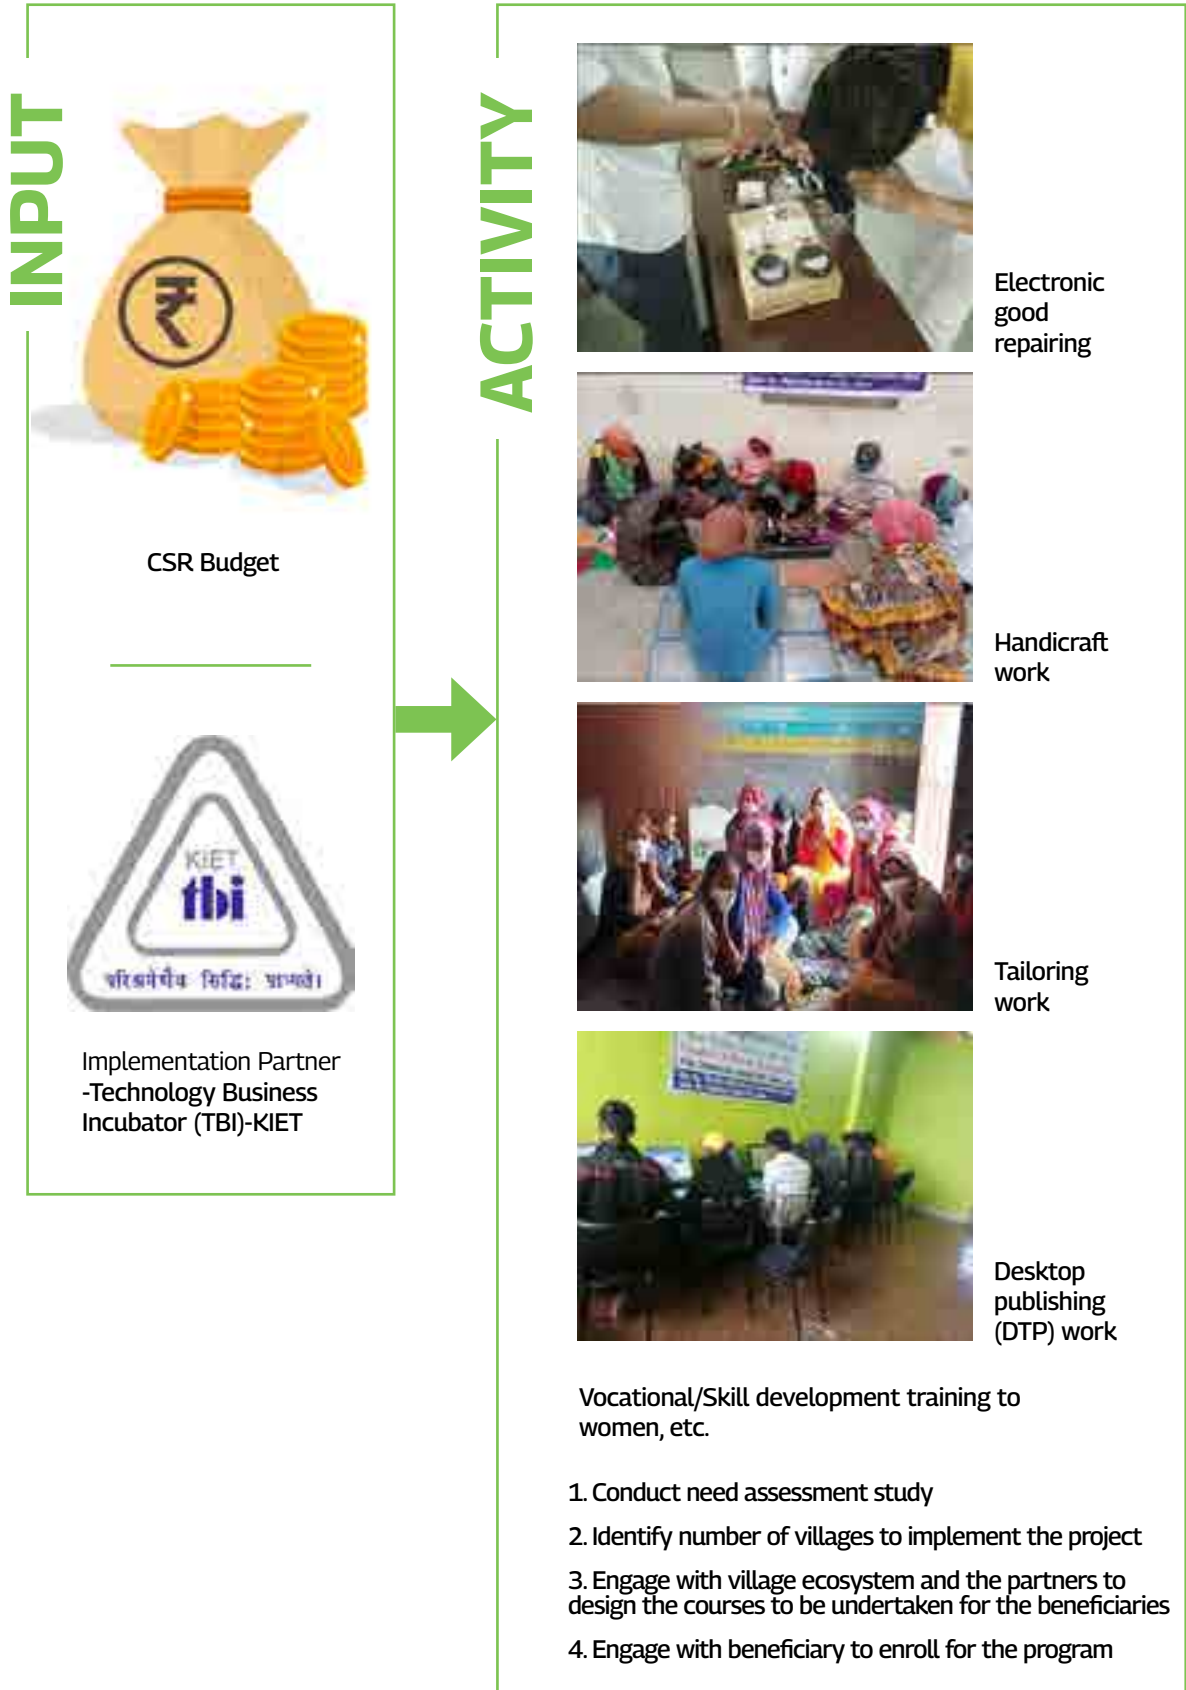 INPUT
₹
CSR Budget
KIET
tbi
Implementation Partner
-Technology Business
Incubator (TBI)-KIET
ACTIVITY
Electronic
good
repairing
Handicraft
work
Tailoring
work
Desktop
publishing
(DTP) work
Vocational/Skill development training to
women, etc.
1. Conduct need assessment study
2. Identify number of villages to implement the project
3. Engage with village ecosystem and the partners to
design the courses to be undertaken for the beneficiaries
4. Engage with beneficiary to enroll for the program